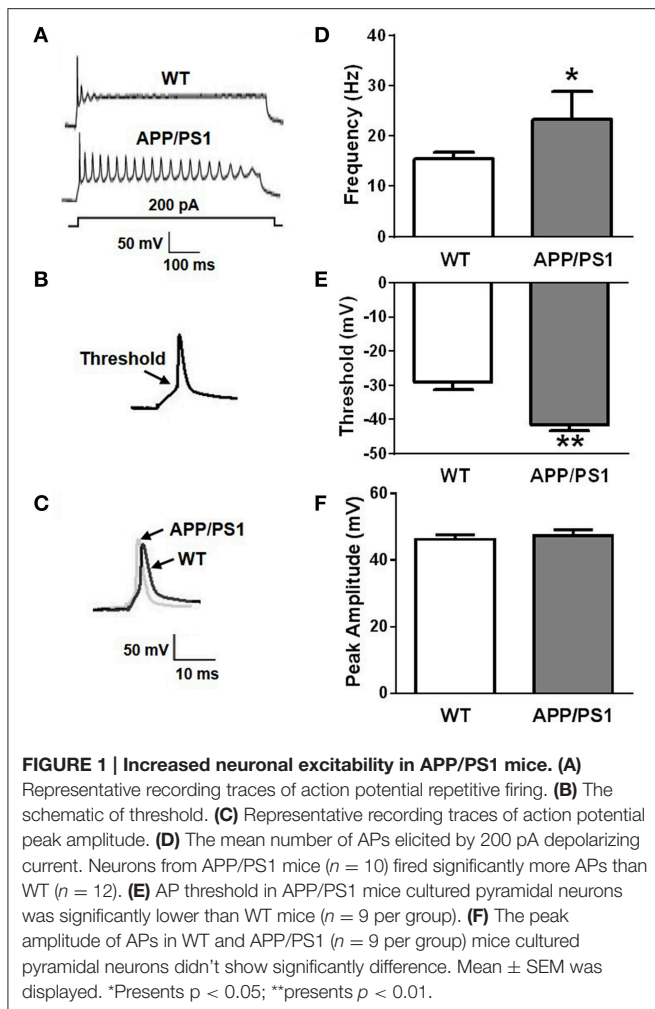 A
WT
APP/PS1
200 pA
50 mV
100 ms
D
Frequency (Hz)
40
30
20
10
0
*
WT
APP/PS1
B
Threshold
E
Threshold (mV)
0
-10
-20
-30
-40
-50
**
WT
APP/PS1
C
APP/PS1
WT
50 mV
10 ms
F
Peak Amplitude (mV)
60
40
20
0
WT
APP/PS1
FIGURE 1 | Increased neuronal excitability in APP/PS1 mice. (A)
Representative recording traces of action potential repetitive firing. (B) The
schematic of threshold. (C) Representative recording traces of action potential
peak amplitude. (D) The mean number of APs elicited by 200 pA depolarizing
current. Neurons from APP/PS1 mice (n = 10) fired significantly more APs than
WT (n = 12). (E) AP threshold in APP/PS1 mice cultured pyramidal neurons
was significantly lower than WT mice (n = 9 per group). (F) The peak
amplitude of APs in WT and APP/PS1 (n = 9 per group) mice cultured
pyramidal neurons didn't show significantly difference. Mean ± SEM was
displayed. *Presents p < 0.05; **presents p < 0.01.